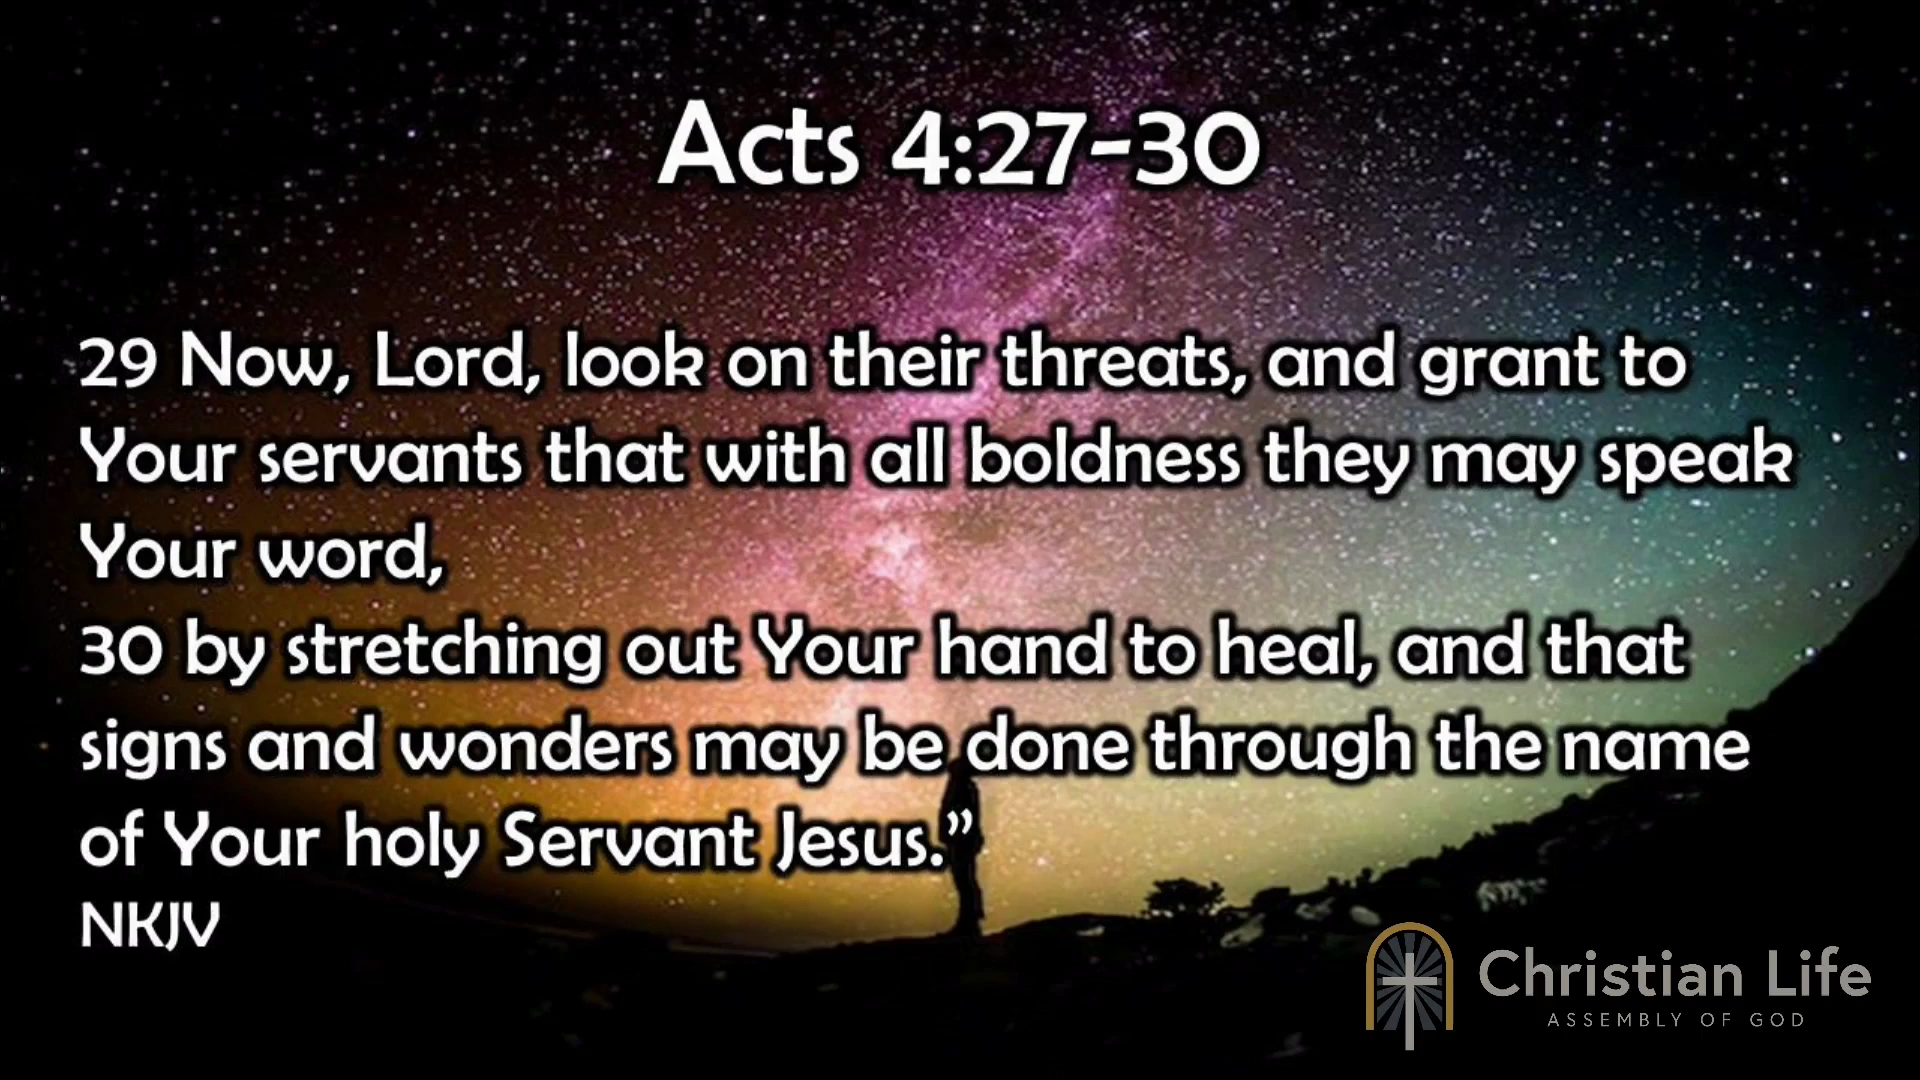 Acts 4:27-30
29 Now, Lord, look on their threats, and grant to
Your servants that with all boldness they may speak
Your word,
30 by stretching out Your hand to heal, and that
signs and wonders may be done through the name
of Your holy Servant Jesus.”
NKJV
Christian Life
ASSEMBLY OF GOD